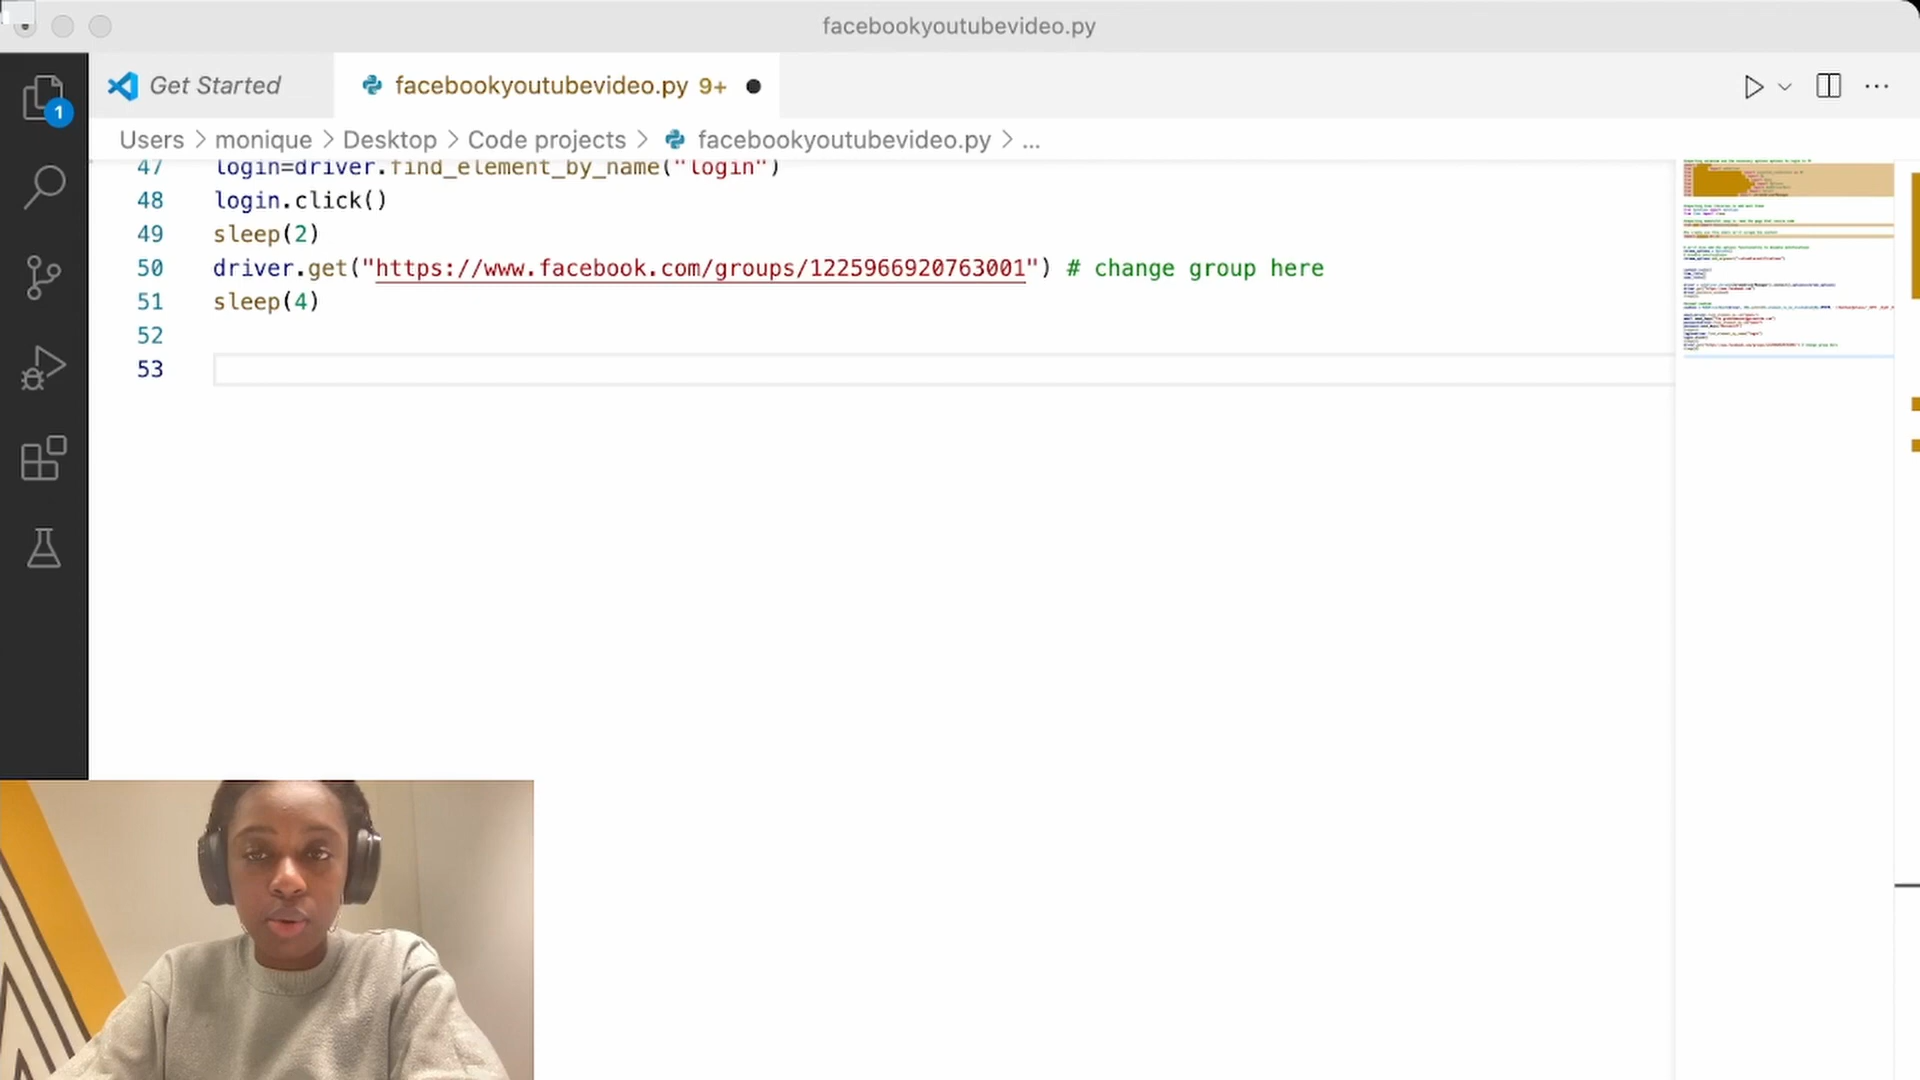 facebookyoutubevideo.py
Get Started
facebookyoutubevideo.py 9+
1
Users > monique > Desktop > Code projects > facebookyoutubevideo.py > ...
47 login=driver.find_element_by_name("login")
48 login.click()
49 sleep(2)
50 driver.get("https://www.facebook.com/groups/1225966920763001") # change group here
51 sleep(4)
52
53